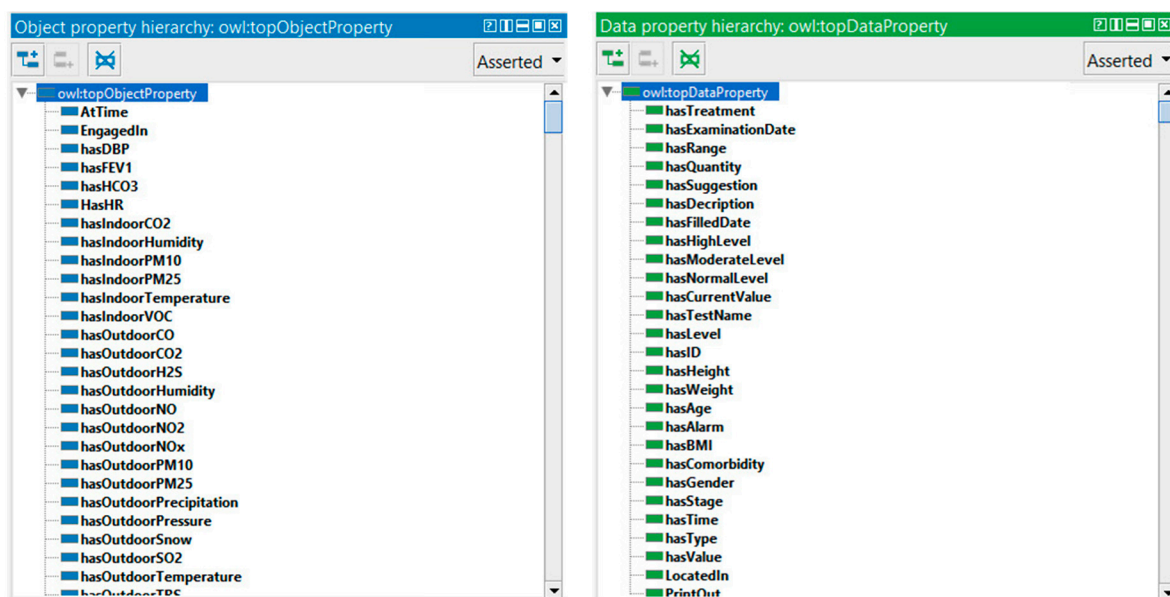 Object property hierarchy: owl:topObjectProperty
Asserted
owl:topObjectProperty
AtTime
EngagedIn
hasDBP
hasFEV1
hasHCO3
HasHR
hasIndoorCO2
hasIndoorHumidity
hasIndoorPM10
hasIndoorPM25
hasIndoorTemperature
hasIndoorVOC
hasOutdoorCO
hasOutdoorCO2
hasOutdoorH2S
hasOutdoorHumidity
hasOutdoorNO
hasOutdoorNO2
hasOutdoorNOx
hasOutdoorPM10
hasOutdoorPM25
hasOutdoorPrecipitation
hasOutdoorPressure
hasOutdoorSnow
hasOutdoorSO2
hasOutdoorTemperature
hasOutdoorTRS
Data property hierarchy: owl:topDataProperty
Asserted
owl:topDataProperty
hasTreatment
hasExaminationDate
hasRange
hasQuantity
hasSuggestion
hasDecription
hasFilledDate
hasHighLevel
hasModerateLevel
hasNormalLevel
hasCurrentValue
hasTestName
hasLevel
hasID
hasHeight
hasWeight
hasAge
hasAlarm
hasBMI
hasComorbidity
hasGender
hasStage
hasTime
hasType
hasValue
LocatedIn
PrintOut